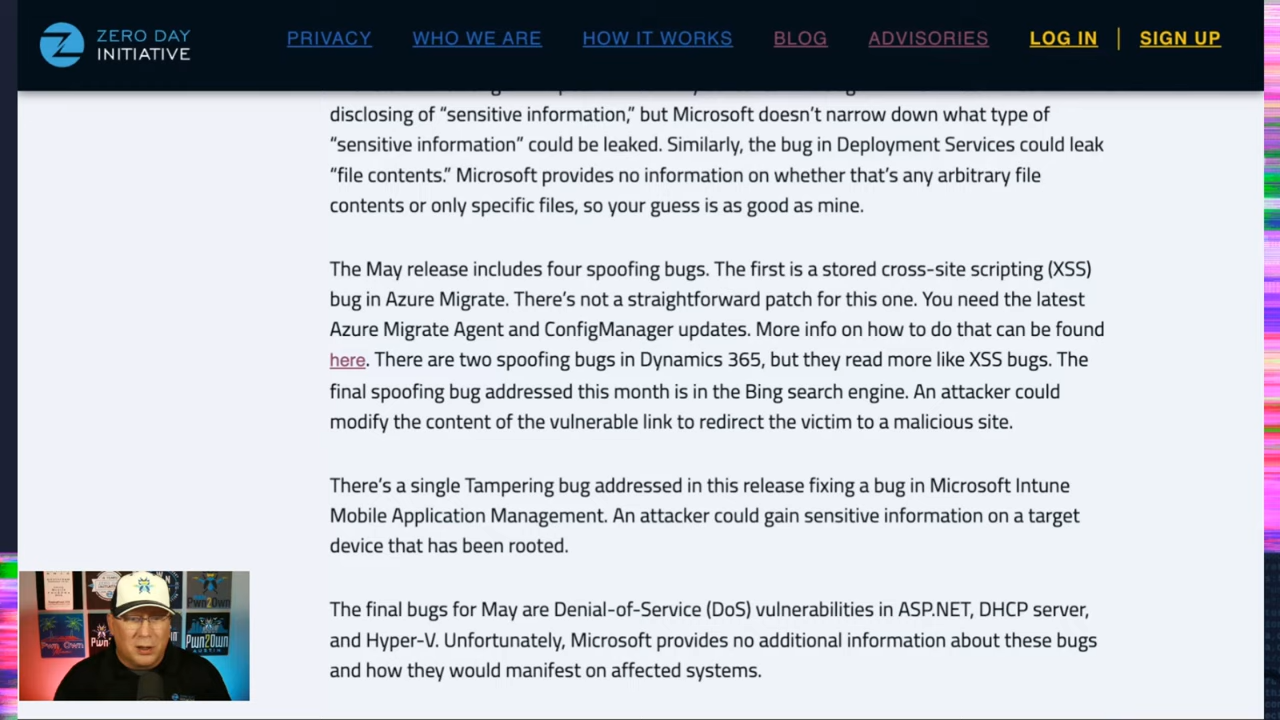 ZERO DAY
INITIATIVE
PRIVACY
WHO WE ARE
HOW IT WORKS
BLOG
ADVISORIES
LOG IN
SIGN UP
disclosing of “sensitive information,” but Microsoft doesn’t narrow down what type of
“sensitive information” could be leaked. Similarly, the bug in Deployment Services could leak
“file contents.” Microsoft provides no information on whether that’s any arbitrary file
contents or only specific files, so your guess is as good as mine.
The May release includes four spoofing bugs. The first is a stored cross-site scripting (XSS)
bug in Azure Migrate. There’s not a straightforward patch for this one. You need the latest
Azure Migrate Agent and ConfigManager updates. More info on how to do that can be found
here. There are two spoofing bugs in Dynamics 365, but they read more like XSS bugs. The
final spoofing bug addressed this month is in the Bing search engine. An attacker could
modify the content of the vulnerable link to redirect the victim to a malicious site.
There’s a single Tampering bug addressed in this release fixing a bug in Microsoft Intune
Mobile Application Management. An attacker could gain sensitive information on a target
device that has been rooted.
The final bugs for May are Denial-of-Service (DoS) vulnerabilities in ASP.NET, DHCP server,
and Hyper-V. Unfortunately, Microsoft provides no additional information about these bugs
and how they would manifest on affected systems.
Pwn2Own